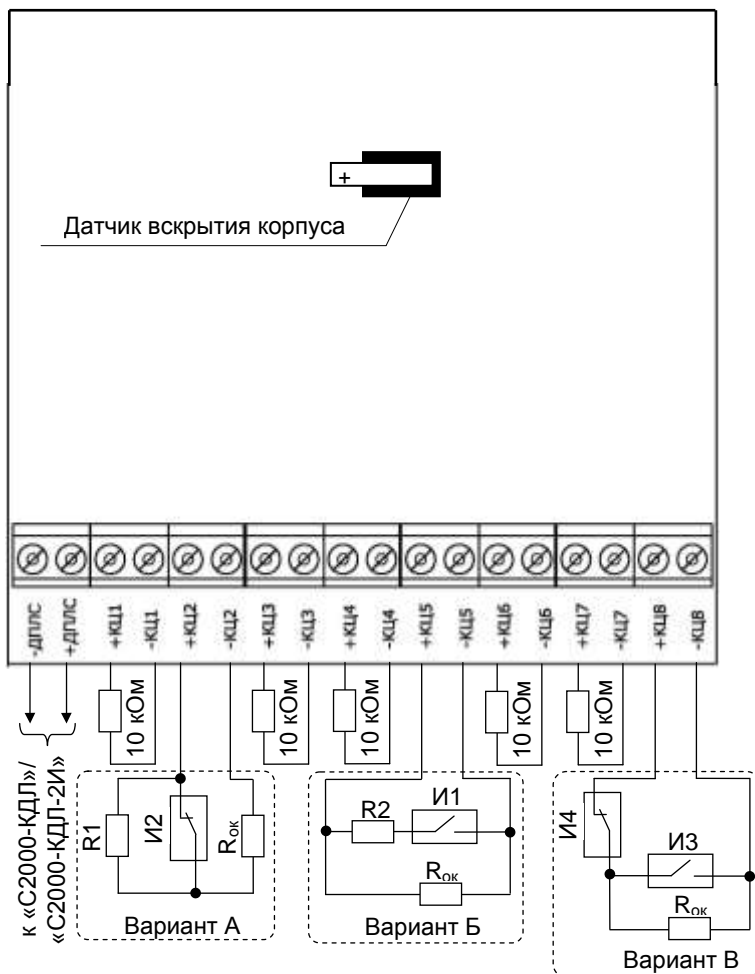 +
Датчик вскрытия корпуса
-ДПЛС
+ДПЛС
+КЦ1
-КЦ1
+КЦ2
-КЦ2
+КЦ3
-КЦ3
+КЦ4
-КЦ4
+КЦ5
-КЦ5
+КЦ6
-КЦ6
+КЦ7
-КЦ7
+КЦ8
-КЦ8
10 кОм
10 кОм
10 кОм
10 кОм
10 кОм
к «С2000-КДЛ»/
«С2000-КДЛ-2И»
R1
И2
Rок
Вариант А
R2
И1
Rок
Вариант Б
И4
И3
Rок
Вариант В